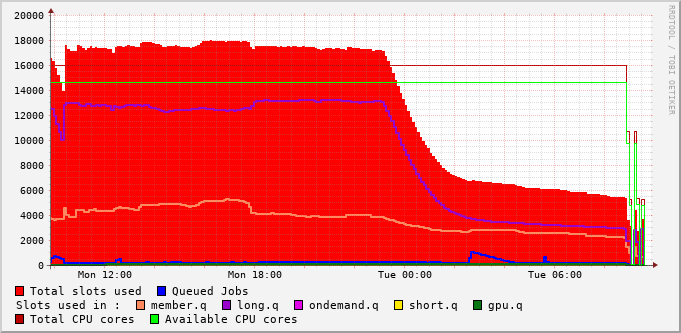 20000
18000
16000
14000
12000
10000
8000
6000
4000
2000
0
Mon 12:00 Mon 18:00 Tue 00:00 Tue 06:00
RRDTOOL / TOBI OETIKER
Total slots used Queued Jobs
Slots used in : member.q long.q ondemand.q short.q gpu.q
Total CPU cores Available CPU cores